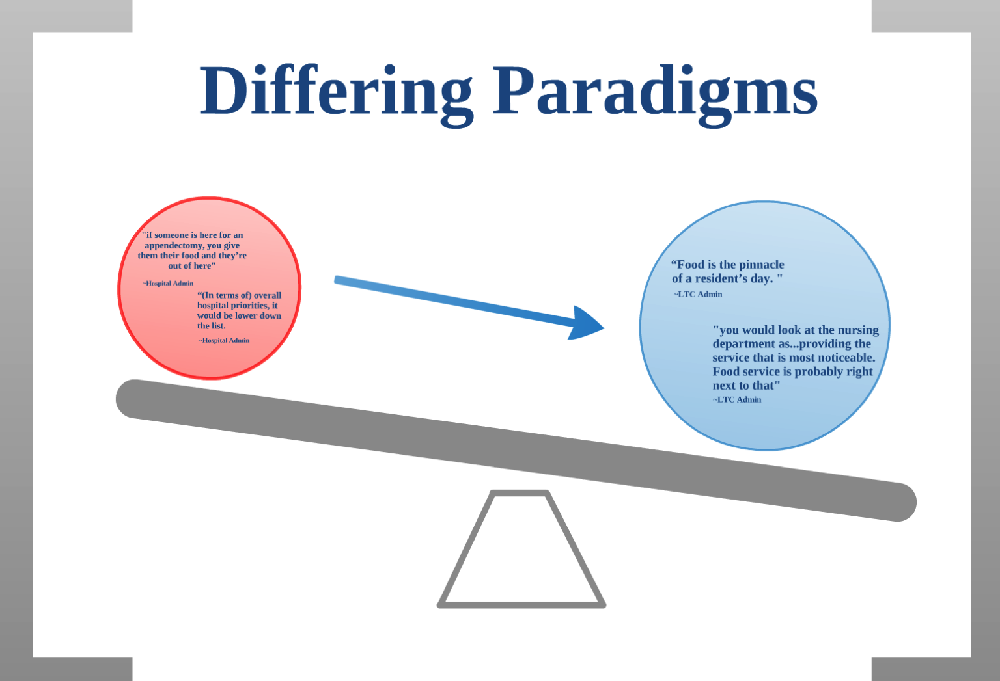 Differing Paradigms
"if someone is here for an
appendectomy, you give
them their food and they’re
out of here"
~Hospital Admin
“(In terms of) overall
hospital priorities, it
would be lower down
the list.
~Hospital Admin
“Food is the pinnacle
of a resident’s day. "
~LTC Admin
"you would look at the nursing
department as...providing the
service that is most noticeable.
Food service is probably right
next to that"
~LTC Admin